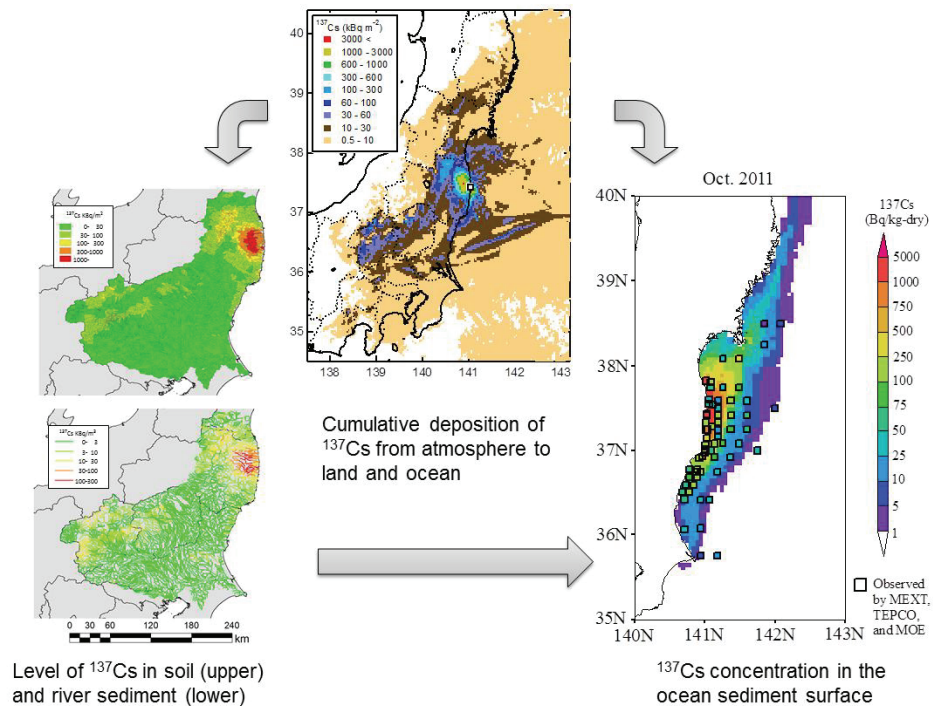 137Cs (kBq m-2)
3000 <
1000 - 3000
600 - 1000
300 - 600
100 - 300
60 - 100
30 - 60
10 - 30
0.5 - 10
39
38
37
36
35
138
139
140
141
142
143
Cumulative deposition of
137Cs from atmosphere to
land and ocean
137Cs KBq/m2
0- 30
30- 100
100- 300
300-1000
1000-
137Cs KBq/m2
0- 3
3- 10
10- 30
30-100
100-300
0 30 60 120 180 240
km
Level of 137Cs in soil (upper)
and river sediment (lower)
Oct. 2011
40N
39N
38N
37N
36N
35N
140N 141N 142N 143N
137Cs
(Bq/kg-dry)
5000
1000
750
500
250
100
75
50
25
10
5
1
Observed
by MEXT,
TEPCO,
and MOE
137Cs concentration in the
ocean sediment surface